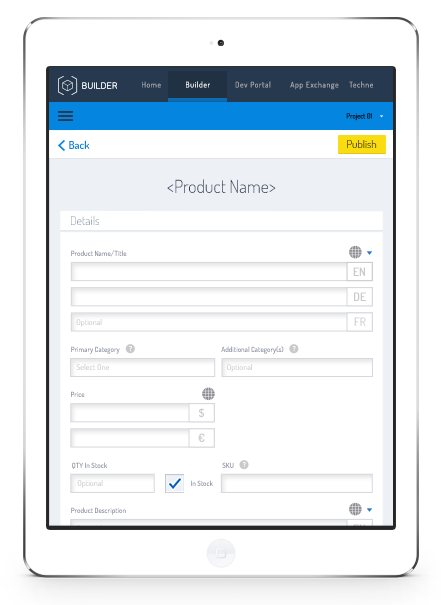 BUILDER Home Builder Dev Portal App Exchange Techne
Project B1
Back Publish
<Product Name>
Details
Product Name/Title
EN
DE
Optional FR
Primary Category ? Additional Category(s) ?
Select One Optional
Price
$
€
QTY In Stock SKU ?
Optional In Stock
Product Description